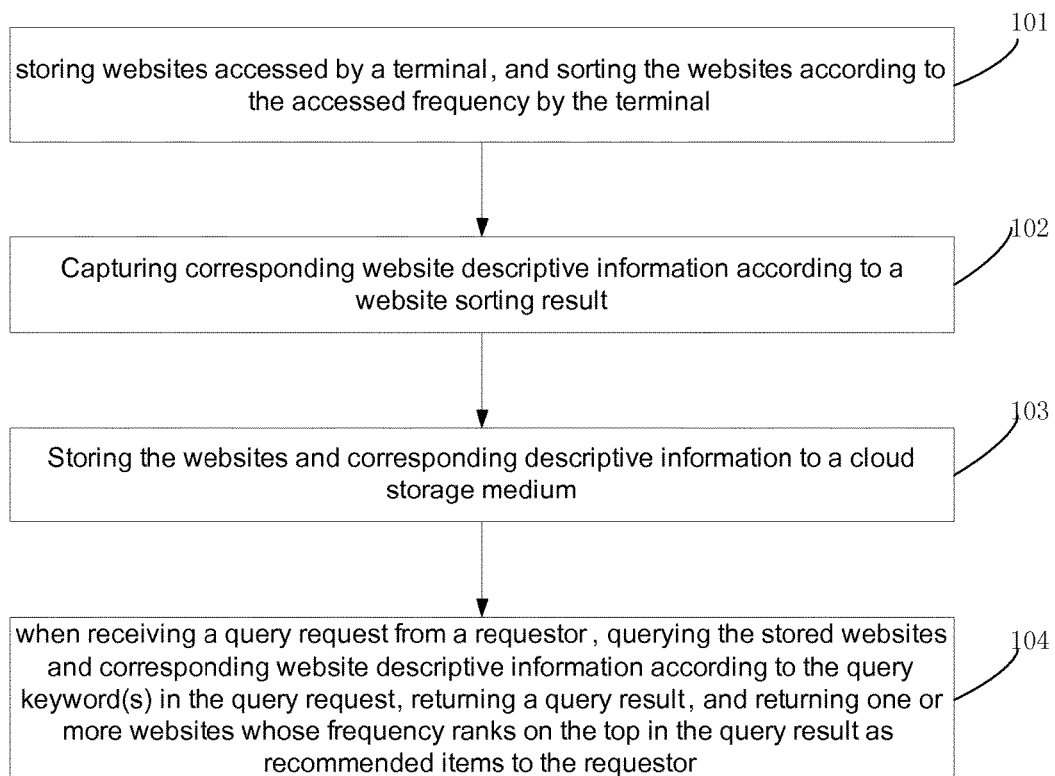 101
storing websites accessed by a terminal, and sorting the websites according to
the accessed frequency by the terminal
102
Capturing corresponding website descriptive information according to a
website sorting result
103
Storing the websites and corresponding descriptive information to a cloud
storage medium
104
when receiving a query request from a requestor, querying the stored websites
and corresponding website descriptive information according to the query
keyword(s) in the query request, returning a query result, and returning one or
more websites whose frequency ranks on the top in the query result as
recommended items to the requestor